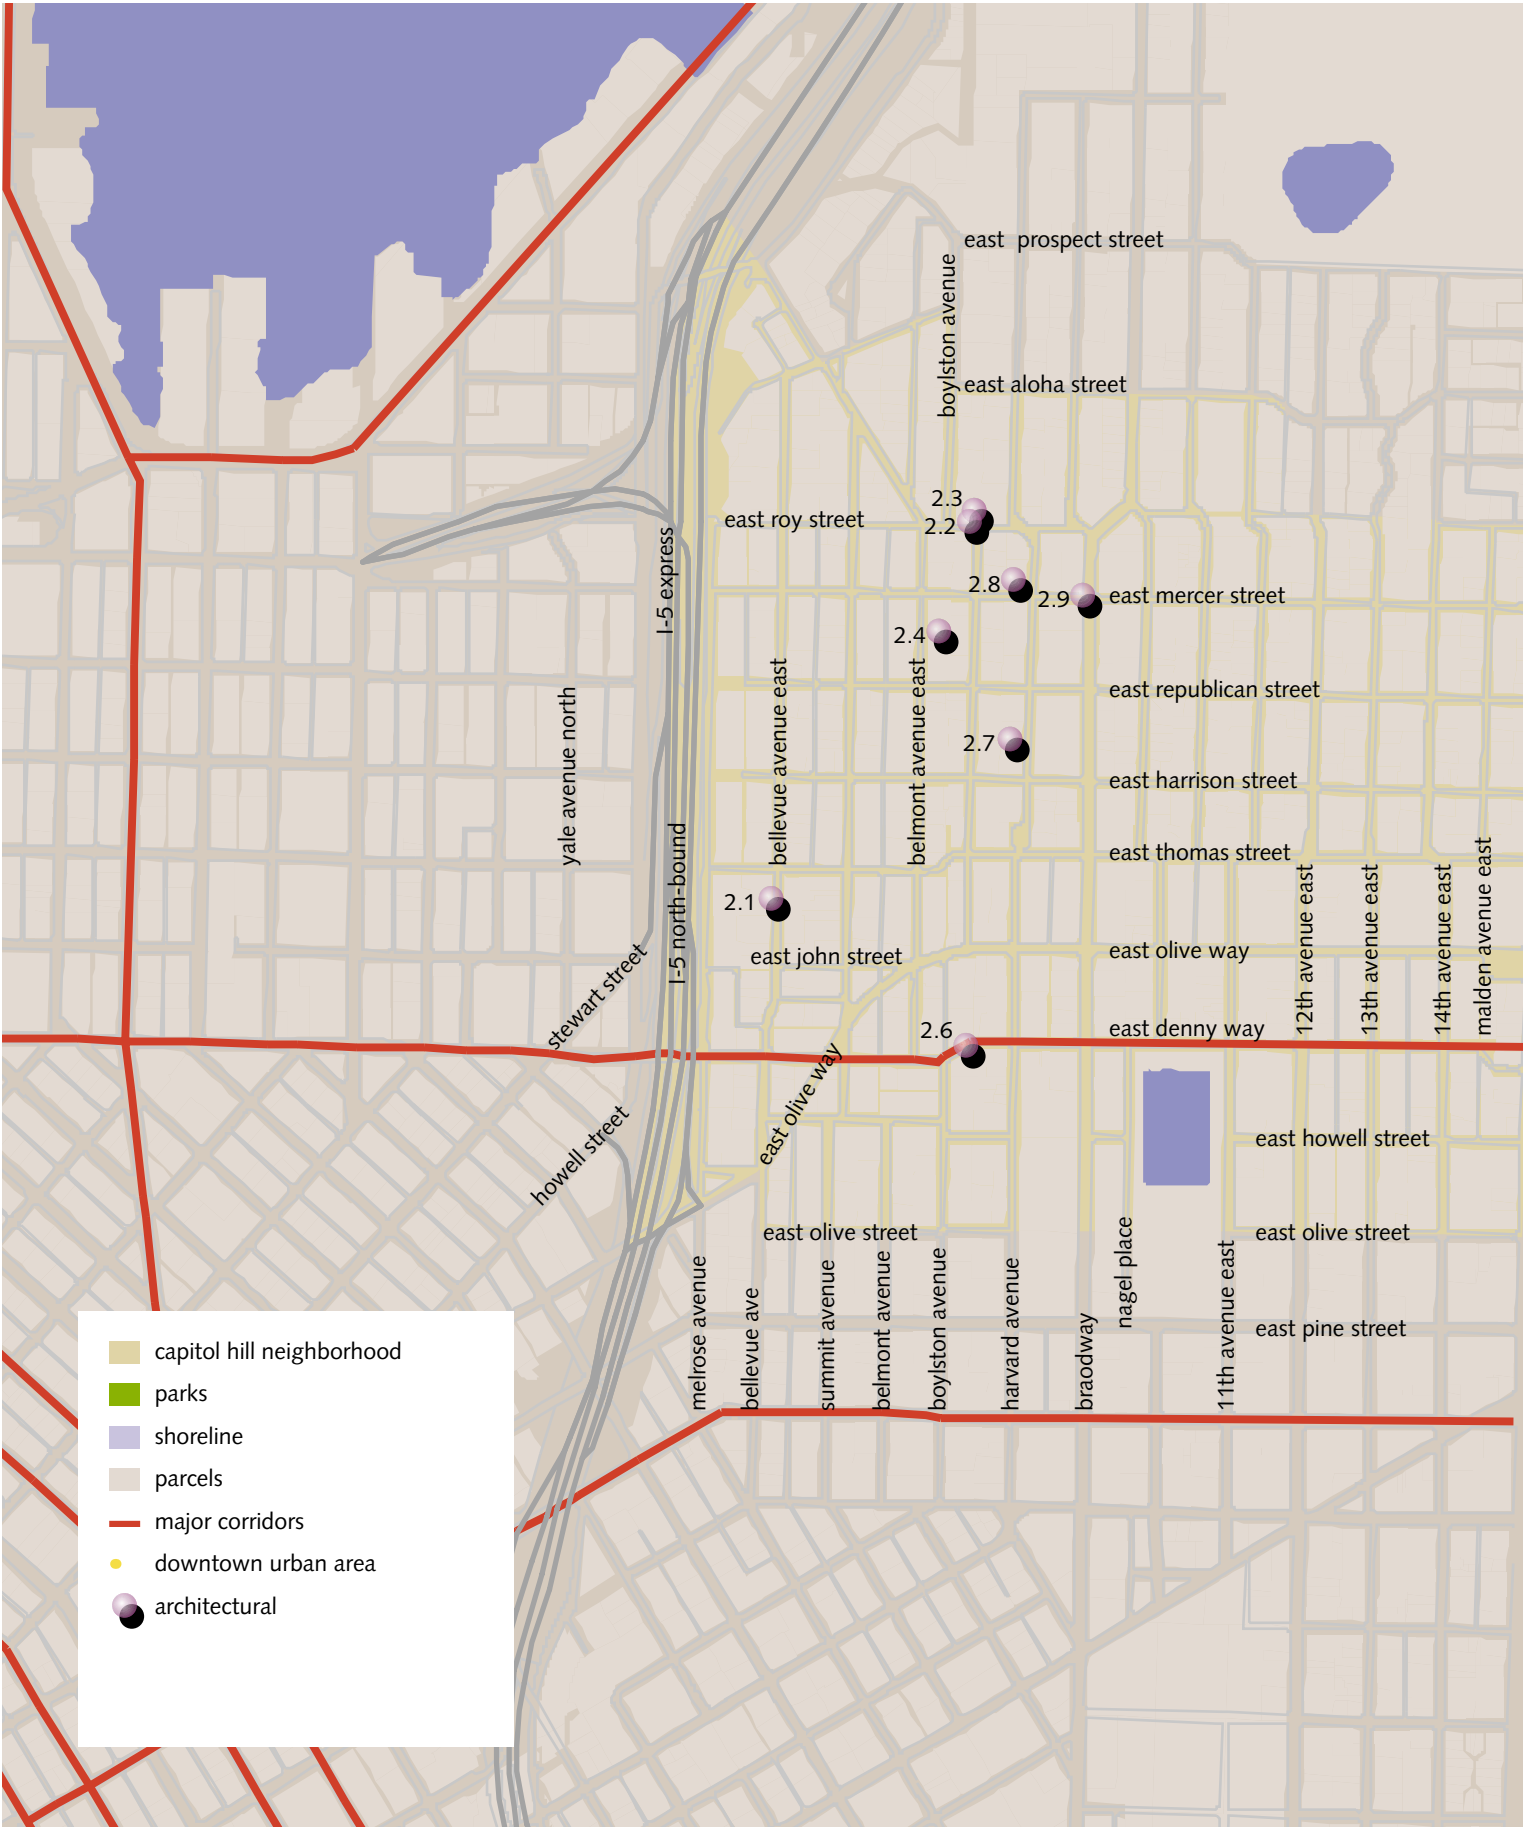 east  prospect street
boylston avenue
east aloha street
2.3
east roy street
2.2
I-5 express
2.8
2.9
east mercer street
2.4
yale avenue north
bellevue avenue east
belmont avenue east
east republican street
2.7
east harrison street
east thomas street
I-5 north-bound
2.1
12th avenue east
13th avenue east
14th avenue east
malden avenue east
stewart street
east john street
east olive way
2.6
east denny way
east olive way
howell street
east howell street
east olive street
east olive street
melrose avenue
bellevue ave
summit avenue
belmont avenue
boylston avenue
harvard avenue
braodway
nagel place
11th avenue east
east pine street
capitol hill neighborhood
parks
shoreline
parcels
major corridors
downtown urban area
architectural